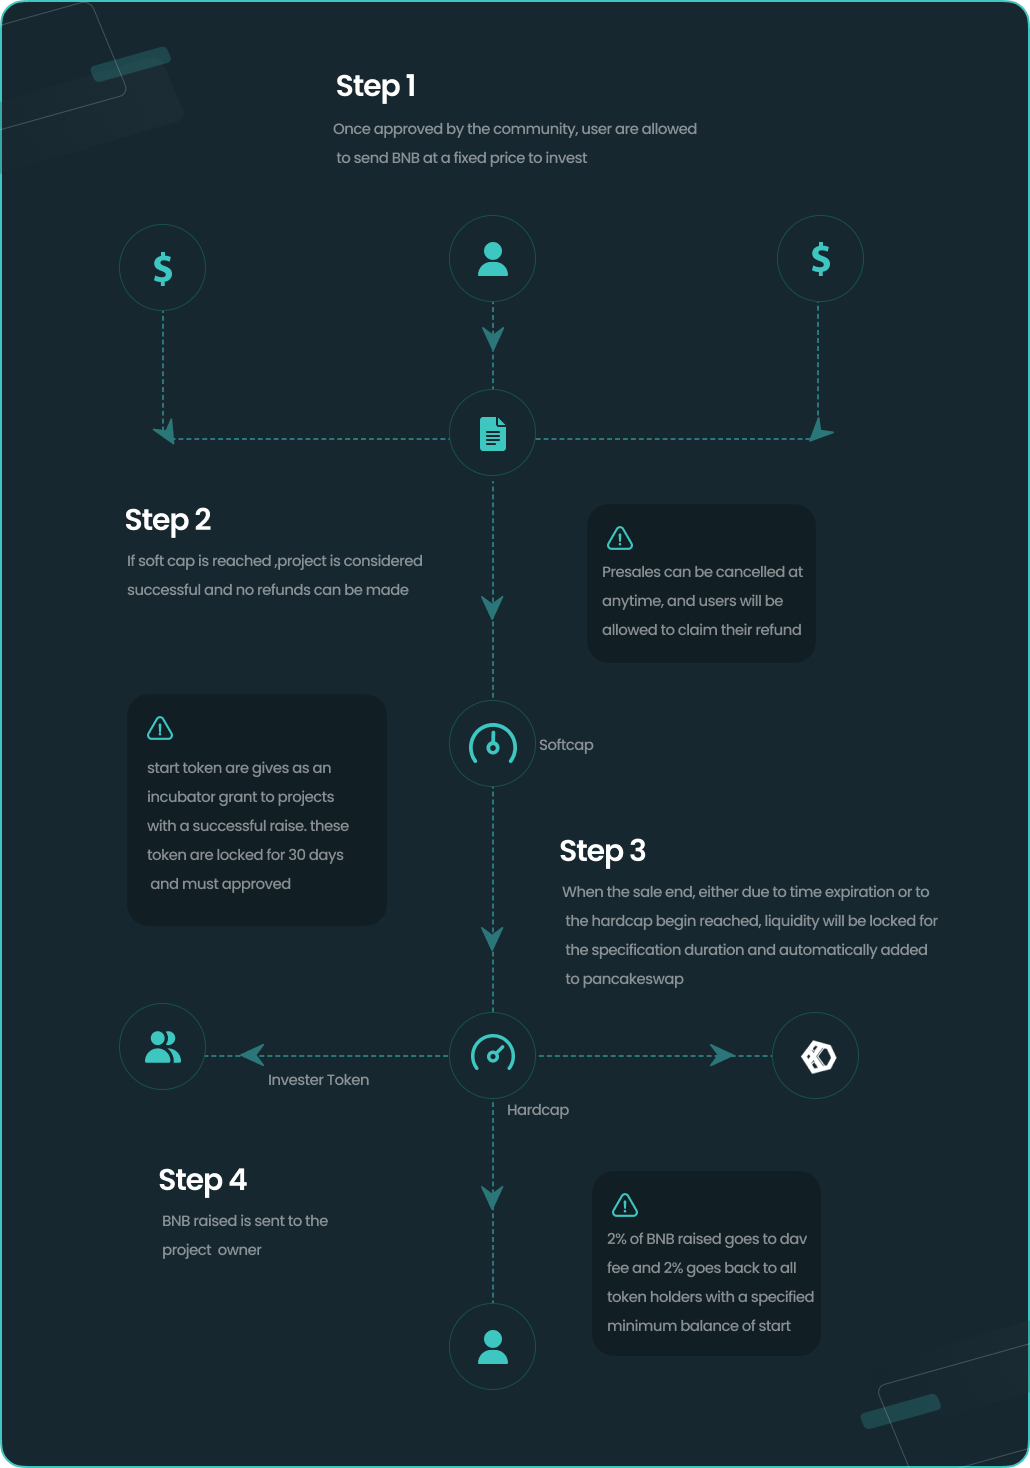 Step 1
Once approved by the community, user are allowed
to send BNB at a fixed price to invest
Step 2
If soft cap is reached ,project is considered
successful and no refunds can be made
Presales can be cancelled at
anytime, and users will be
allowed to claim their refund
start token are gives as an
incubator grant to projects
with a successful raise. these
token are locked for 30 days
and must approved
Softcap
Step 3
When the sale end, either due to time expiration or to
the hardcap begin reached, liquidity will be locked for
the specification duration and automatically added
to pancakeswap
Invester Token
Hardcap
Step 4
BNB raised is sent to the
project owner
2% of BNB raised goes to dav
fee and 2% goes back to all
token holders with a specified
minimum balance of start